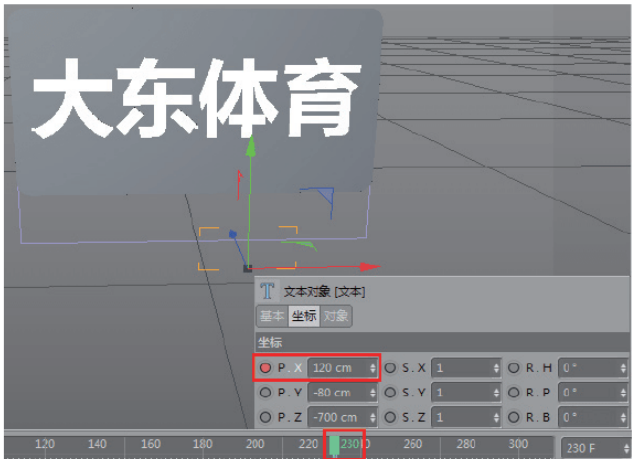 大东体育
文本对象 [文本]
基本 坐标 对象
坐标
P . X 120 cm S . X 1 R . H 0°
P . Y -80 cm S . Y 1 R . P 0°
P . Z -700 cm S . Z 1 R . B 0°
120 140 160 180 200 220 230 260 280 300 230 F